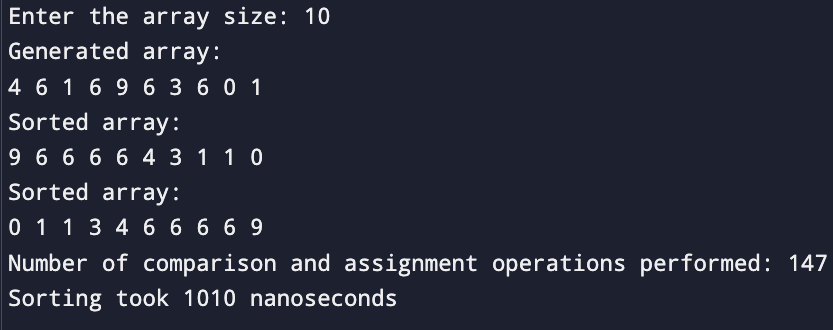 Enter the array size: 10
Generated array:
4 6 1 6 9 6 3 6 0 1
Sorted array:
9 6 6 6 6 4 3 1 1 0
Sorted array:
0 1 1 3 4 6 6 6 6 9
Number of comparison and assignment operations performed: 147
Sorting took 1010 nanoseconds